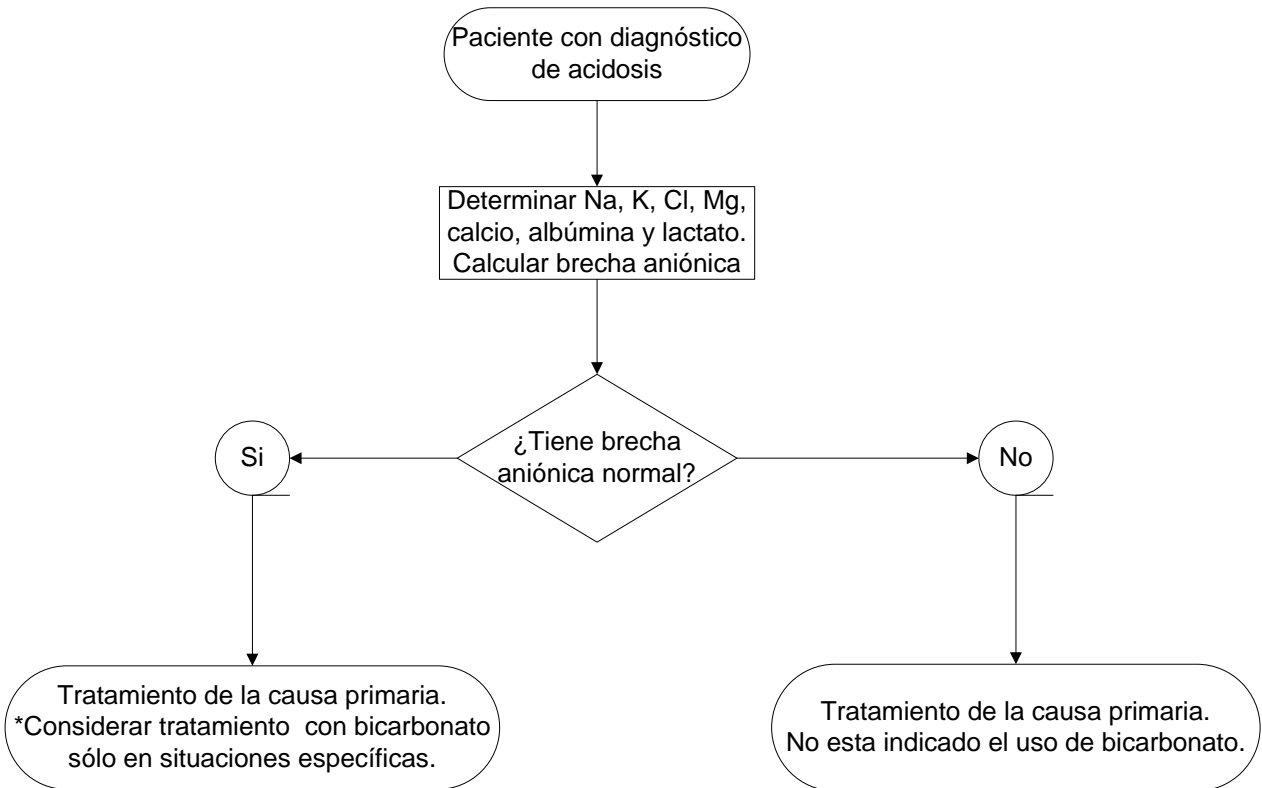 Paciente con diagnóstico
de acidosis
Determinar Na, K, Cl, Mg,
calcio, albúmina y lactato.
Calcular brecha aniónica
¿Tiene brecha
aniónica normal?
Si
No
Tratamiento de la causa primaria.
*Considerar tratamiento con bicarbonato
sólo en situaciones específicas.
Tratamiento de la causa primaria.
No esta indicado el uso de bicarbonato.